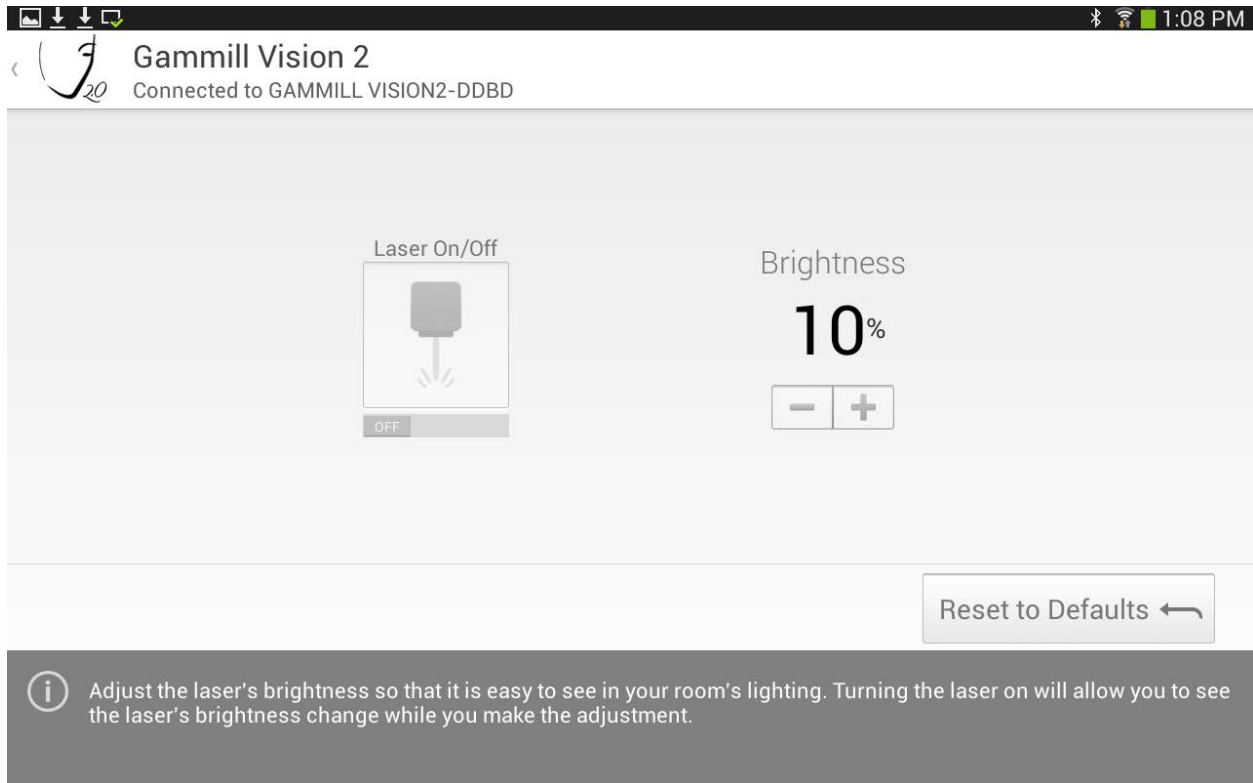 1:08 PM
Gammill Vision 2
20
Connected to GAMMILL VISION2-DDBD
Laser On/Off
OFF
Brightness
10%
Reset to Defaults
Adjust the laser's brightness so that it is easy to see in your room's lighting. Turning the laser on will allow you to see
the laser's brightness change while you make the adjustment.